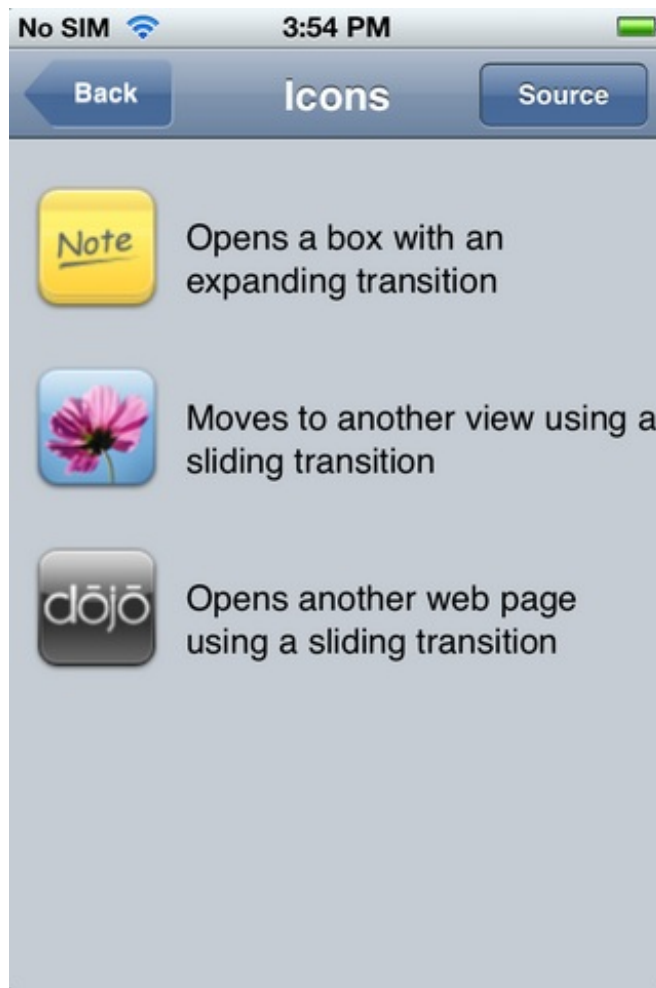 No SIM 3:54 PM
Back Icons Source
Note
Opens a box with an
expanding transition
Moves to another view using a
sliding transition
dōjō
Opens another web page
using a sliding transition